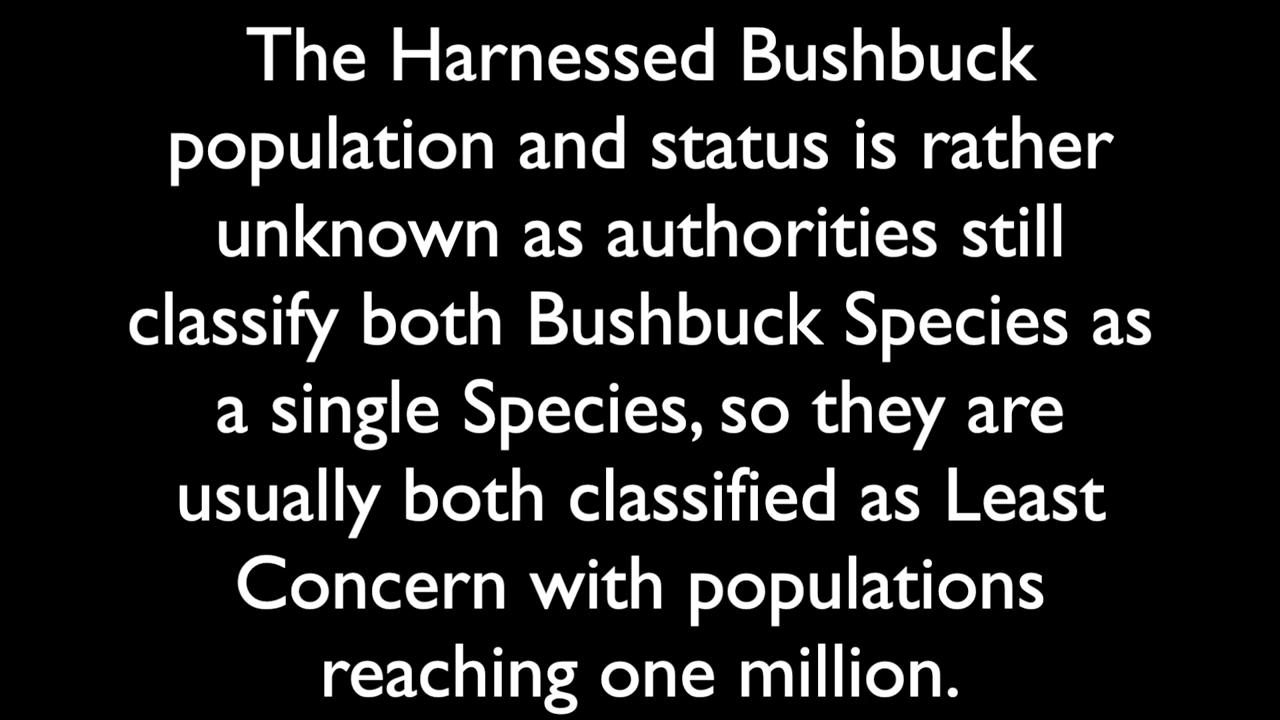 The Harnessed Bushbuck
population and status is rather
unknown as authorities still
classify both Bushbuck Species as
a single Species, so they are
usually both classified as Least
Concern with populations
reaching one million.